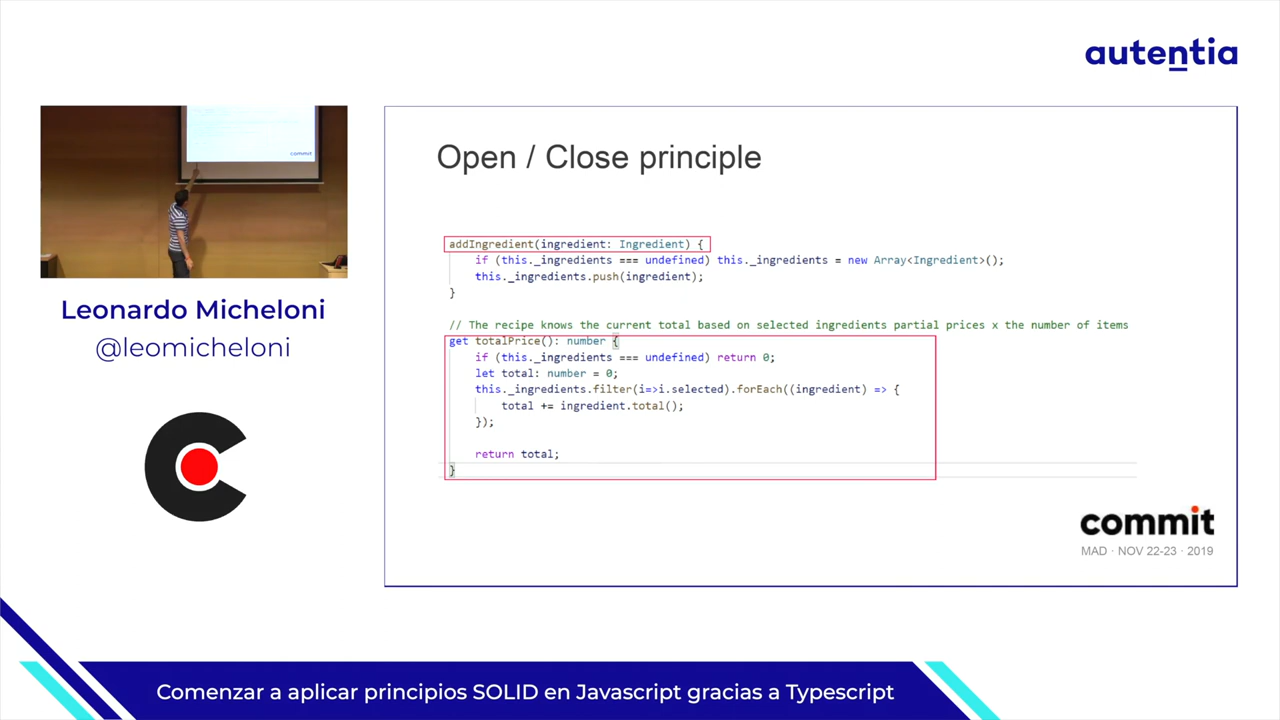 autentia
commit
Leonardo Micheloni
@leomicheloni
Open / Close principle
addIngredient(ingredient: Ingredient) {
if (this._ingredients === undefined) this._ingredients = new Array<Ingredient>();
this._ingredients.push(ingredient);
}
// The recipe knows the current total based on selected ingredients partial prices x the number of items
get totalPrice(): number {
if (this._ingredients === undefined) return 0;
let total: number = 0;
this._ingredients.filter(i=>i.selected).forEach((ingredient) => {
total += ingredient.total();
});
return total;
}
commit
MAD · NOV 22-23 · 2019
Comenzar a aplicar principios SOLID en Javascript gracias a Typescript